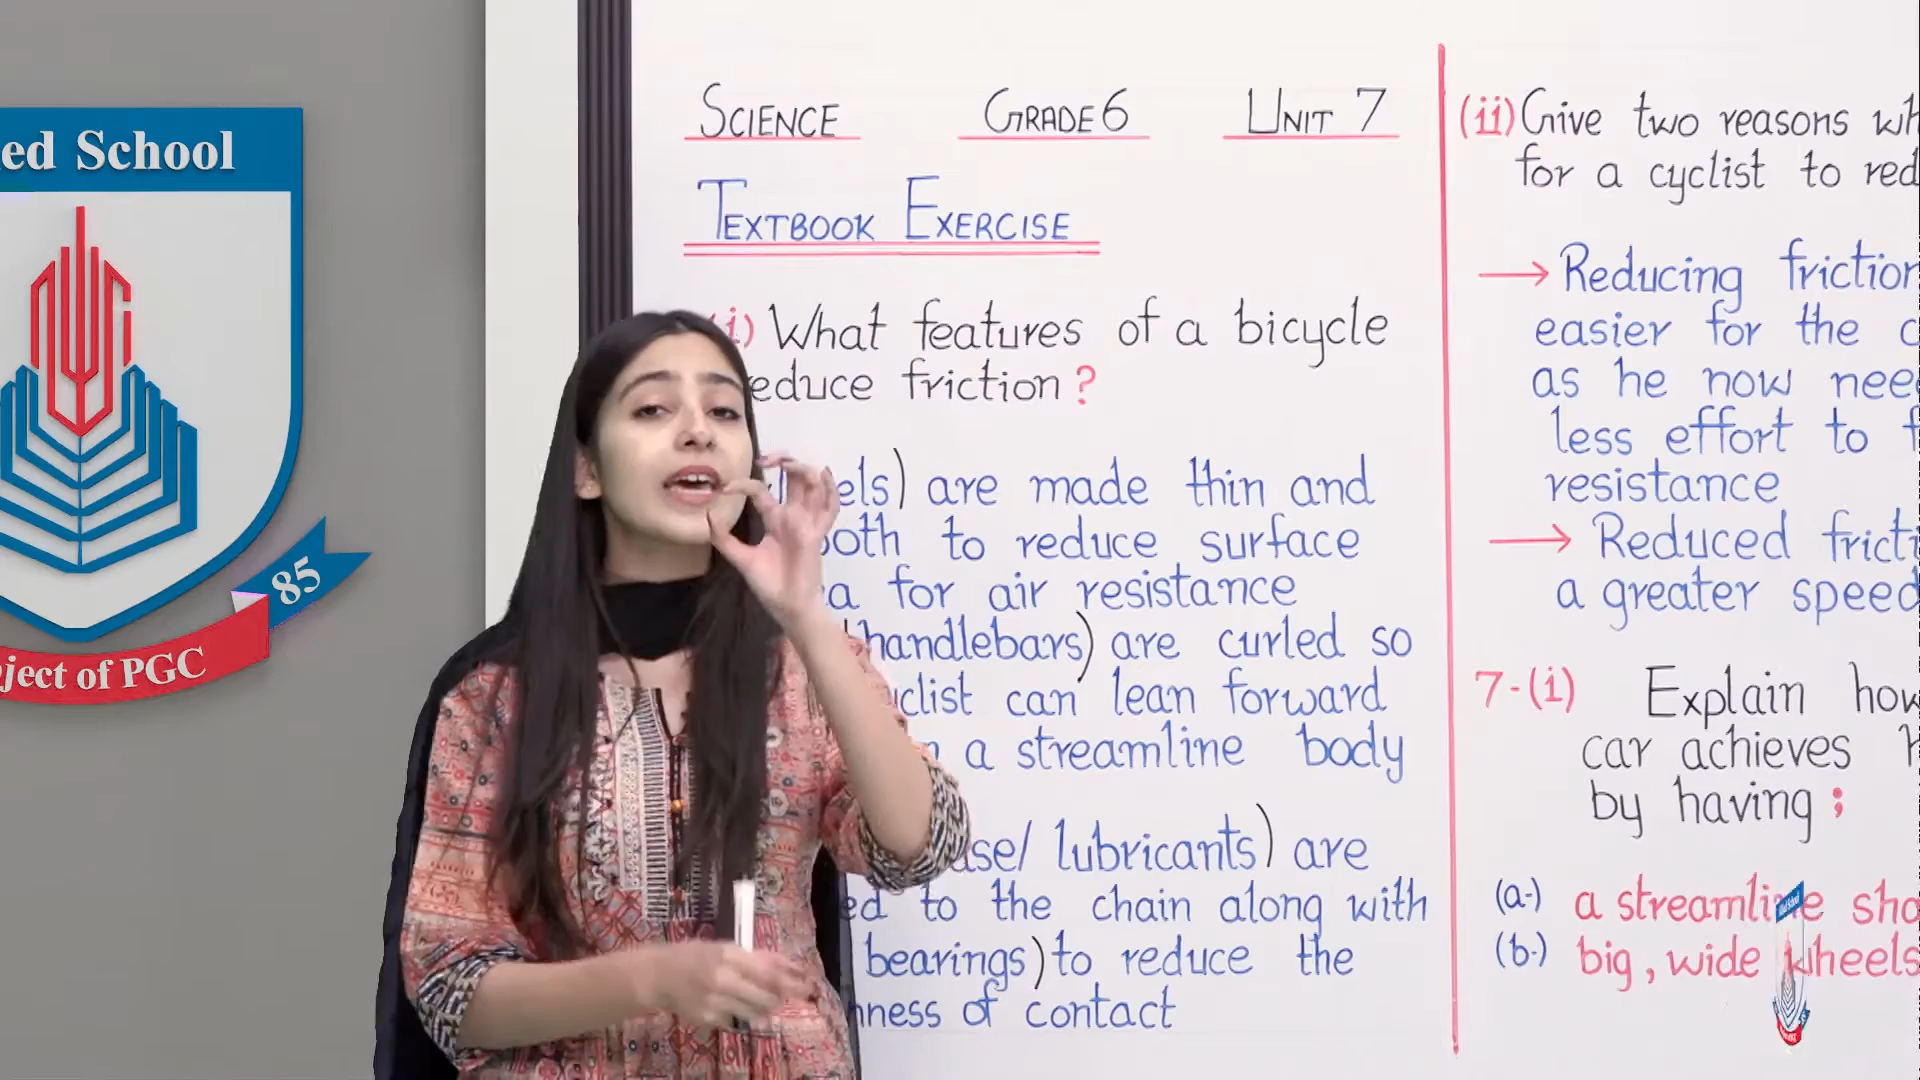 ed School
85
ject of PGC
SCIENCE GRADE 6 UNIT 7
TEXTBOOK EXERCISE
(i) What features of a bicycle
educe friction?
els) are made thin and
oth to reduce surface
a for air resistance
handlebars) are curled so
clist can lean forward
a streamline body
ase/ lubricants) are
ed to the chain along with
bearings) to reduce the
ness of contact
(ii) Give two reasons wh
for a cyclist to red
→ Reducing friction
easier for the c
as he now nee
less effort to f
resistance
→ Reduced fricti
a greater speed
7-(i) Explain how
car achieves h
by having;
(a-) a streamline sha
(b-) big, wide wheels